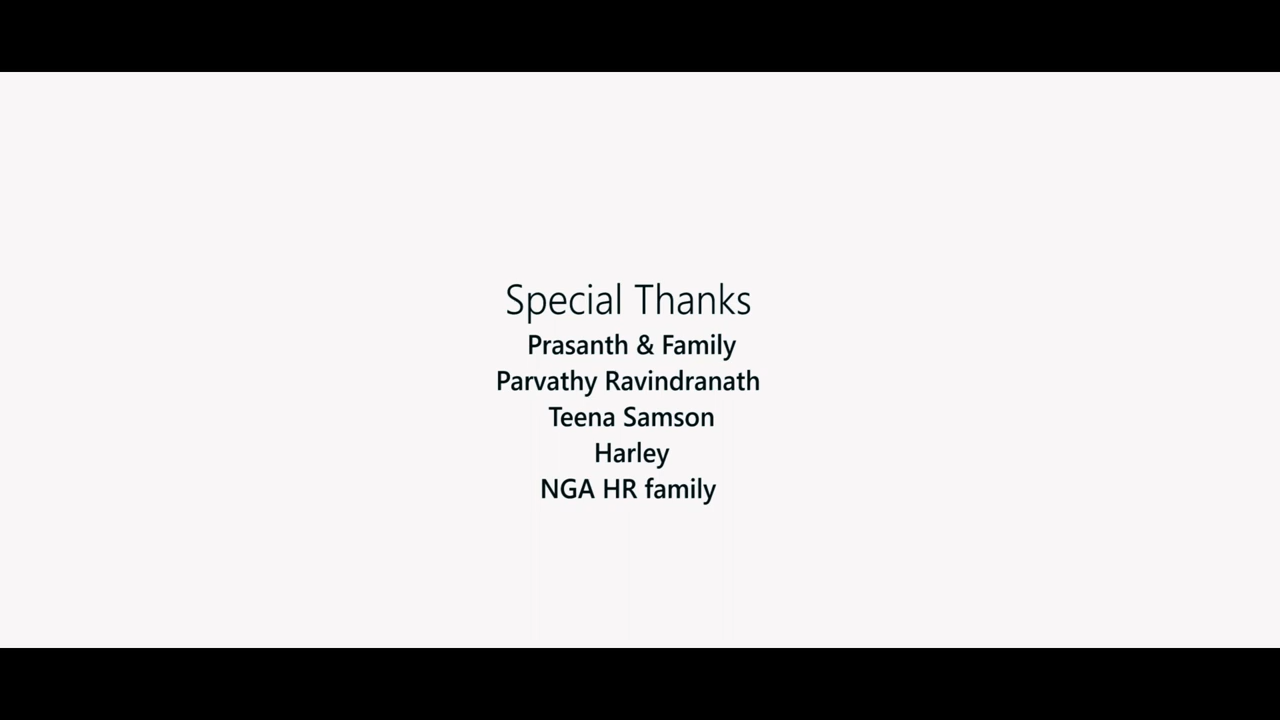 Special Thanks
Prasanth & Family
Parvathy Ravindranath
Teena Samson
Harley
NGA HR family